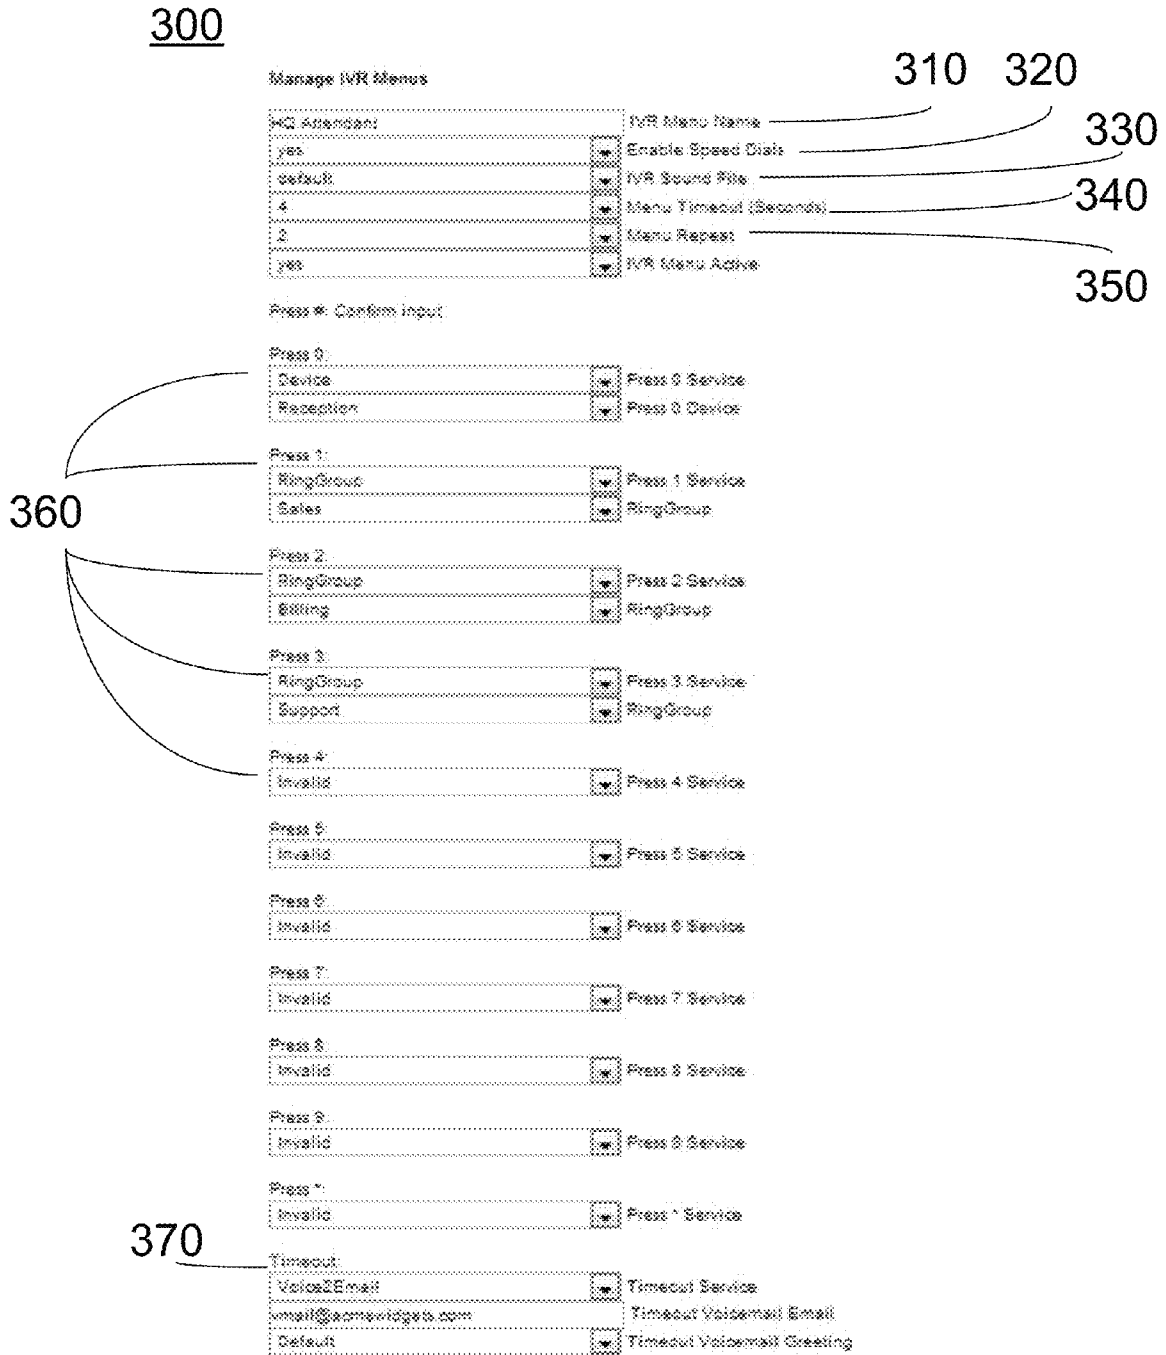 300
Manage IVR Menus
310 320
HQ Attendant IVR Menu Name
330
yes Enable Speed Dials
default IVR Sound File
340
4 Menu Timeout (Seconds)
2 Menu Repeat
yes IVR Menu Active
350
Press #: Confirm input
Press 0:
Device Press 0 Service
Reception Press 0 Device
Press 1:
RingGroup Press 1 Service
360
Sales RingGroup
Press 2:
RingGroup Press 2 Service
Billing RingGroup
Press 3:
RingGroup Press 3 Service
Support RingGroup
Press 4:
Invalid Press 4 Service
Press 5:
Invalid Press 5 Service
Press 6:
Invalid Press 6 Service
Press 7:
Invalid Press 7 Service
Press 8:
Invalid Press 8 Service
Press 9:
Invalid Press 9 Service
Press *:
Invalid Press * Service
370
Timeout:
Voice2Email Timeout Service
vmail@acmewidgets.com Timeout Voicemail Email
Default Timeout Voicemail Greeting